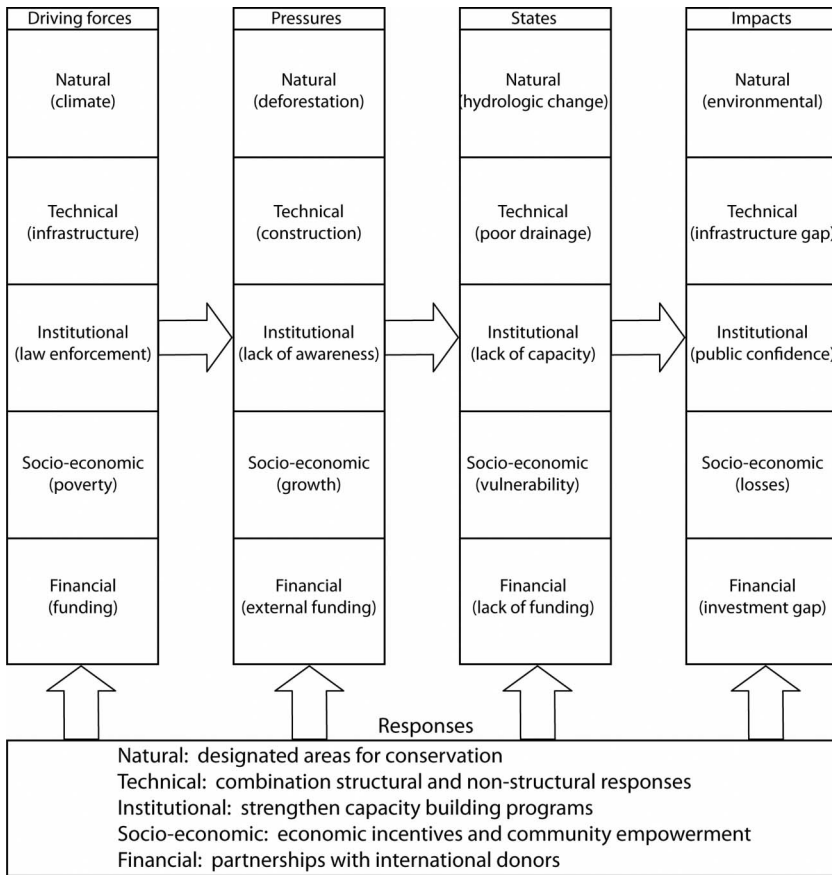 Driving forces
Natural
(climate)
Technical
(infrastructure)
Institutional
(law enforcement)
Socio-economic
(poverty)
Financial
(funding)
Pressures
Natural
(deforestation)
Technical
(construction)
Institutional
(lack of awareness)
Socio-economic
(growth)
Financial
(external funding)
States
Natural
(hydrologic change)
Technical
(poor drainage)
Institutional
(lack of capacity)
Socio-economic
(vulnerability)
Financial
(lack of funding)
Impacts
Natural
(environmental)
Technical
(infrastructure gap)
Institutional
(public confidence)
Socio-economic
(losses)
Financial
(investment gap)
Responses
Natural: designated areas for conservation
Technical: combination structural and non-structural responses
Institutional: strengthen capacity building programs
Socio-economic: economic incentives and community empowerment
Financial: partnerships with international donors